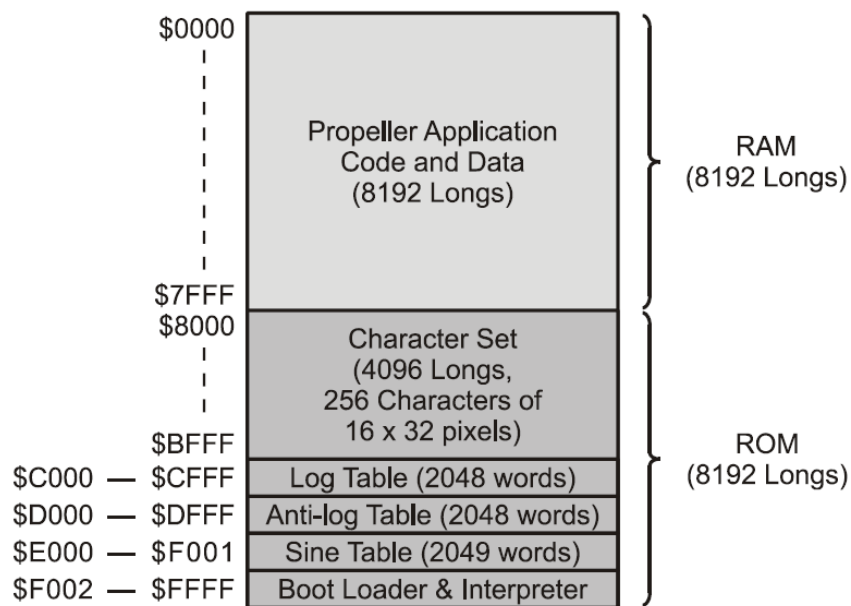 $0000
Propeller Application
Code and Data
(8192 Longs)
RAM
(8192 Longs)
$7FFF
$8000
Character Set
(4096 Longs,
256 Characters of
16 x 32 pixels)
$BFFF
ROM
(8192 Longs)
$C000 — $CFFF Log Table (2048 words)
$D000 — $DFFF Anti-log Table (2048 words)
$E000 — $F001 Sine Table (2049 words)
$F002 — $FFFF Boot Loader & Interpreter